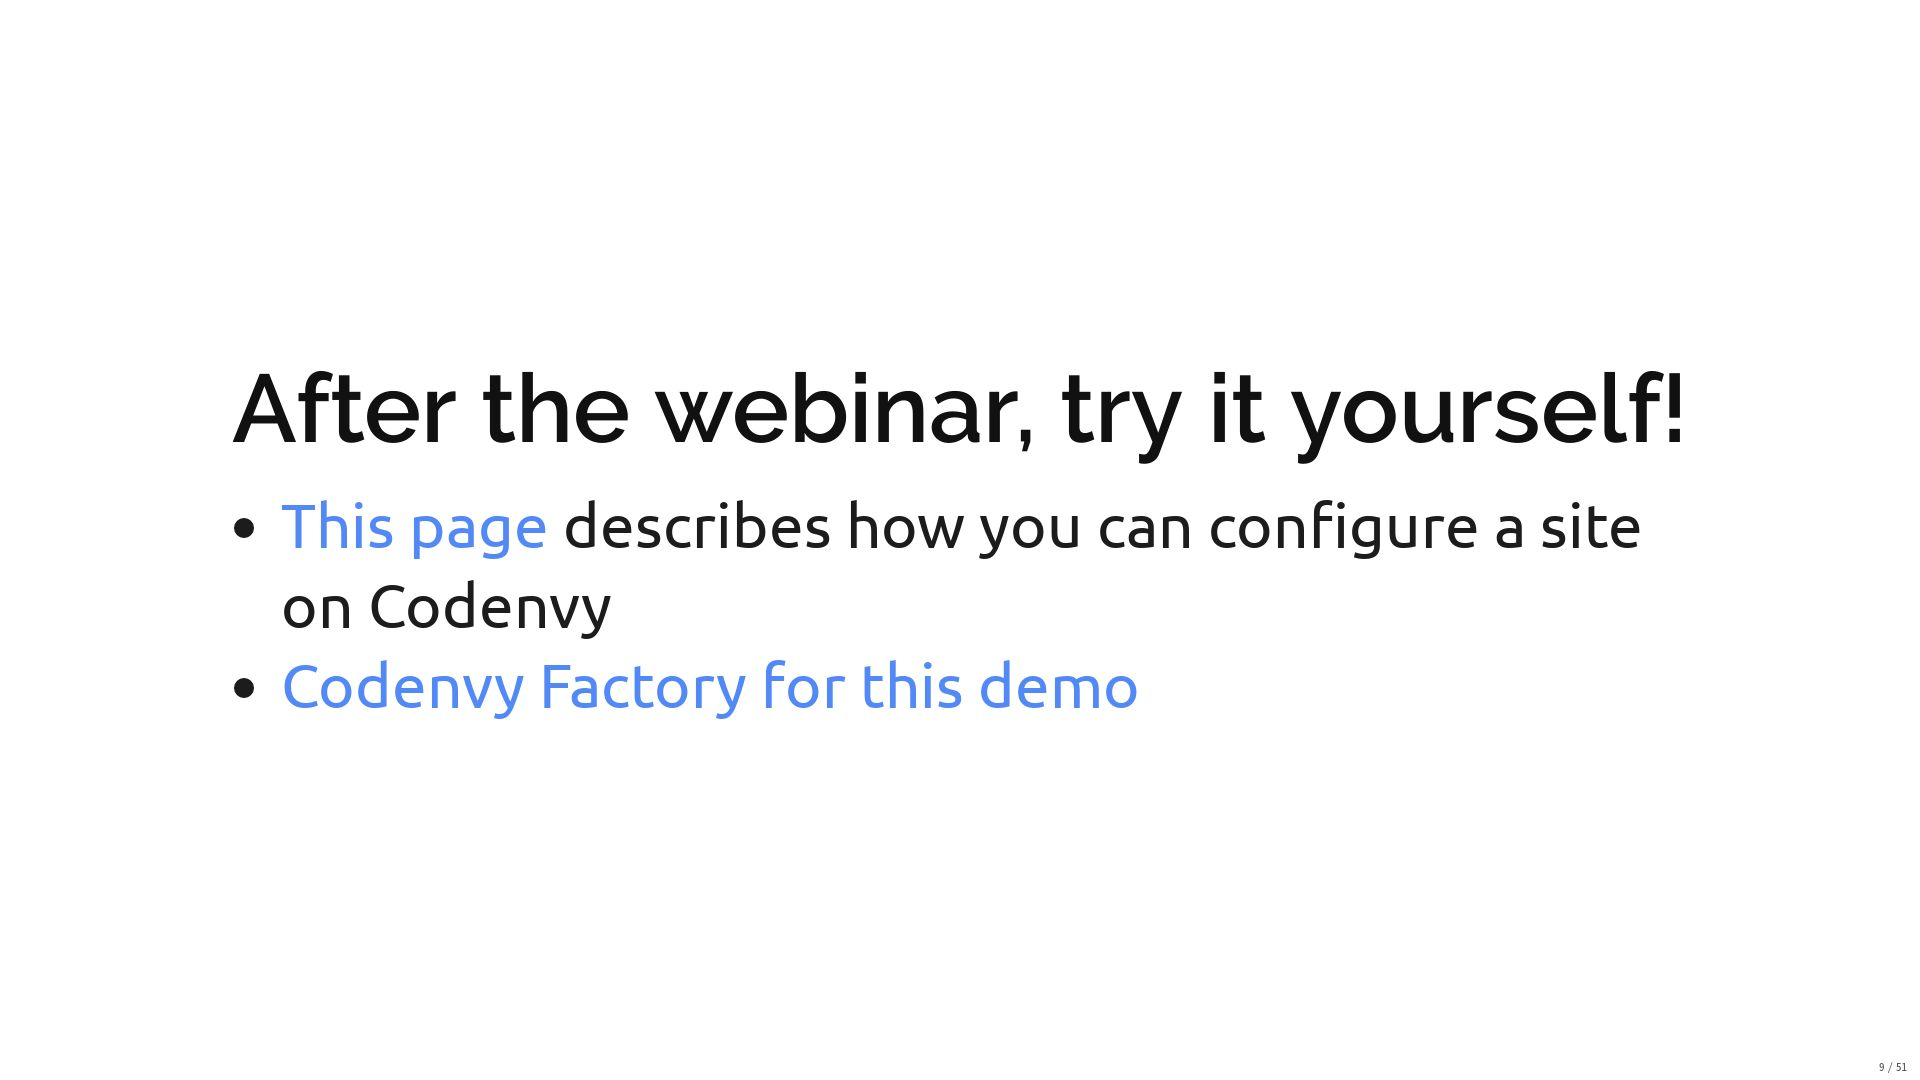 After the webinar, try it yourself!
• This page describes how you can configure a site
on Codenvy
• Codenvy Factory for this demo
9 / 51